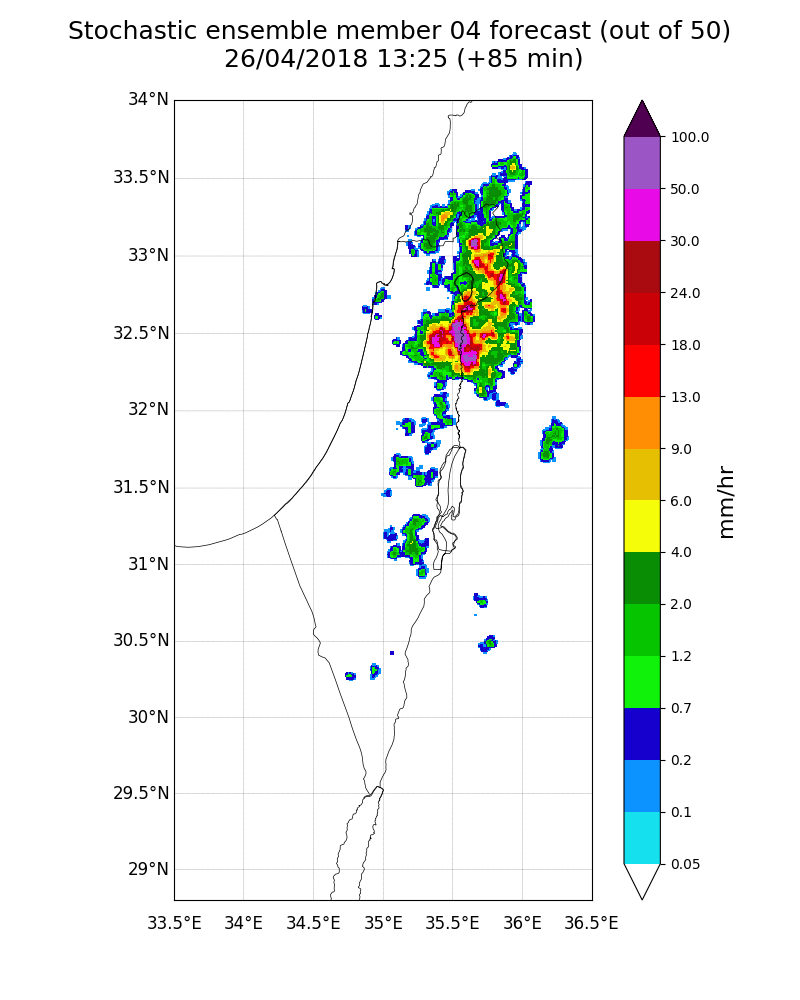 Stochastic ensemble member 04 forecast (out of 50)
26/04/2018 13:25 (+85 min)
34°N
33.5°N
33°N
32.5°N
32°N
31.5°N
31°N
30.5°N
30°N
29.5°N
29°N
33.5°E
34°E
34.5°E
35°E
35.5°E
36°E
36.5°E
100.0
50.0
30.0
24.0
18.0
13.0
9.0
6.0
4.0
2.0
1.2
0.7
0.2
0.1
0.05
mm/hr